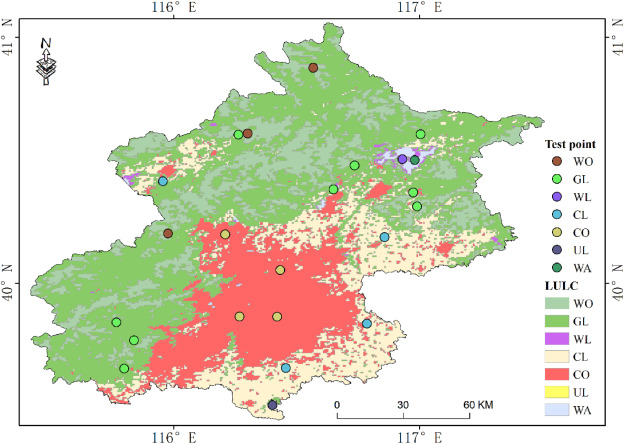 116° E 117° E
41°
41°
N
Test point
WO
GL
WL
CL
CO
UL
WA
40°
40°
LULC
WO
GL
WL
CL
CO
UL
WA
0 30 60 KM
116° E 117° E